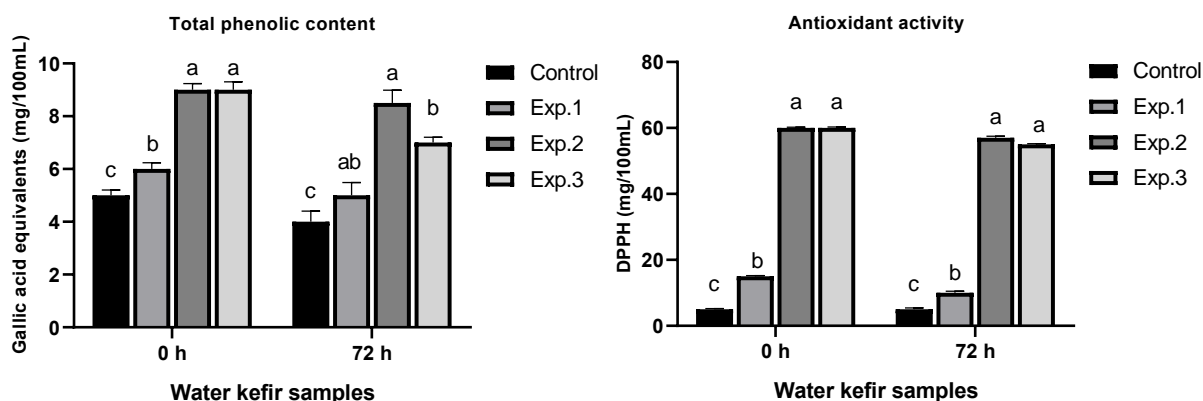 Total phenolic content
Gallic acid equivalents (mg/100mL)
10
8
6
4
2
0
c
b
a
a
c
ab
a
b
0 h
72 h
Water kefir samples
Control
Exp.1
Exp.2
Exp.3
Antioxidant activity
DPPH (mg/100mL)
80
60
40
20
0
c
b
a
a
c
b
a
a
0 h
72 h
Water kefir samples
Control
Exp.1
Exp.2
Exp.3